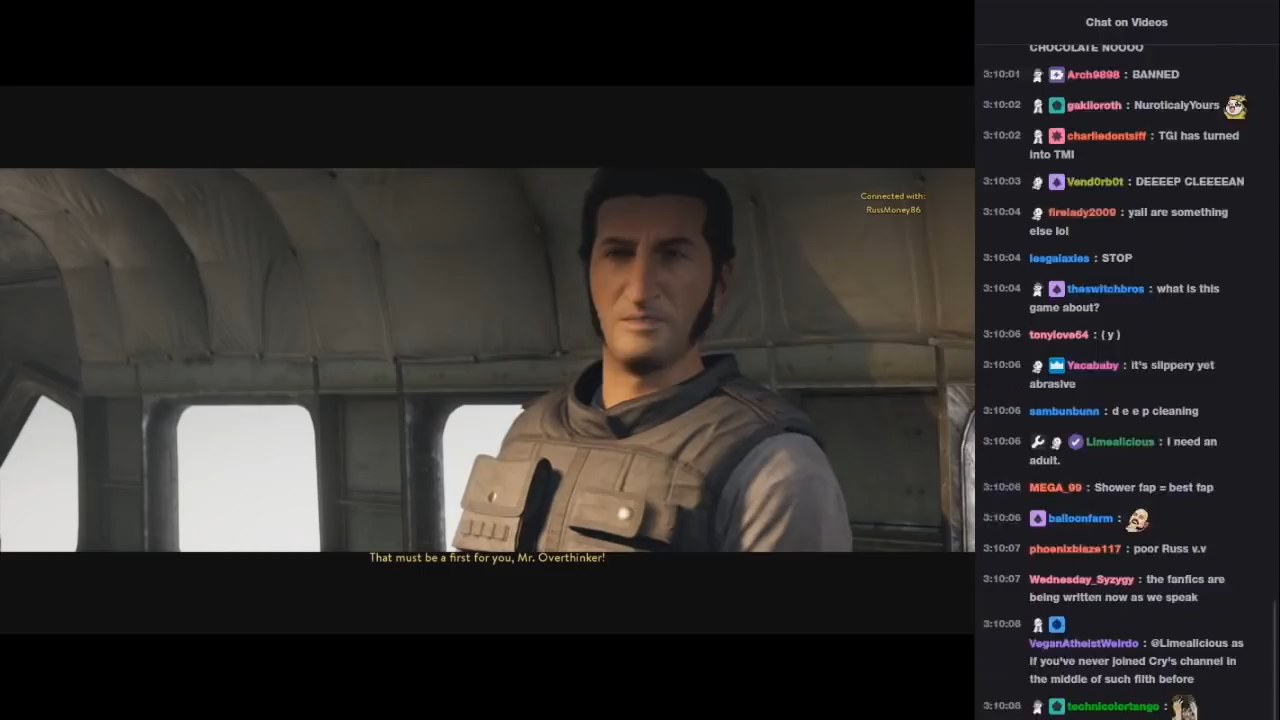 Chat on Videos
CHOCLATE NOOOO
3:10:01 Arch9898 : BANNED
3:10:02 gakiloroth : NuroticalyYours
3:10:02 charliedontsiff : TGI has turned
into TMI
3:10:03 Vend0rb0t : DEEEEP CLEEEEAN
3:10:04 firelady2009 : yall are something
else lol
3:10:04 lesgalaxies : STOP
3:10:04 theswitchbros : what is this
game about?
3:10:06 tonylove64 : ( y )
3:10:06 Yacababy : it's slippery yet
abrasive
3:10:06 sambunbunn : d e e p cleaning
3:10:06 Limealicious : I need an
adult.
3:10:06 MEGA_99 : Shower fap = best fap
3:10:06 balloonfarm :
3:10:07 phoenixblaze117 : poor Russ v.v
3:10:07 Wednesday_Syzygy : the fanfics are
being written now as we speak
3:10:08
VeganAtheistWeirdo : @Limealicious as
if you've never joined Cry's channel in
the middle of such filth before
3:10:08 technicolortango :
Connected with:
RussMoney86
That must be a first for you, Mr. Overthinker!